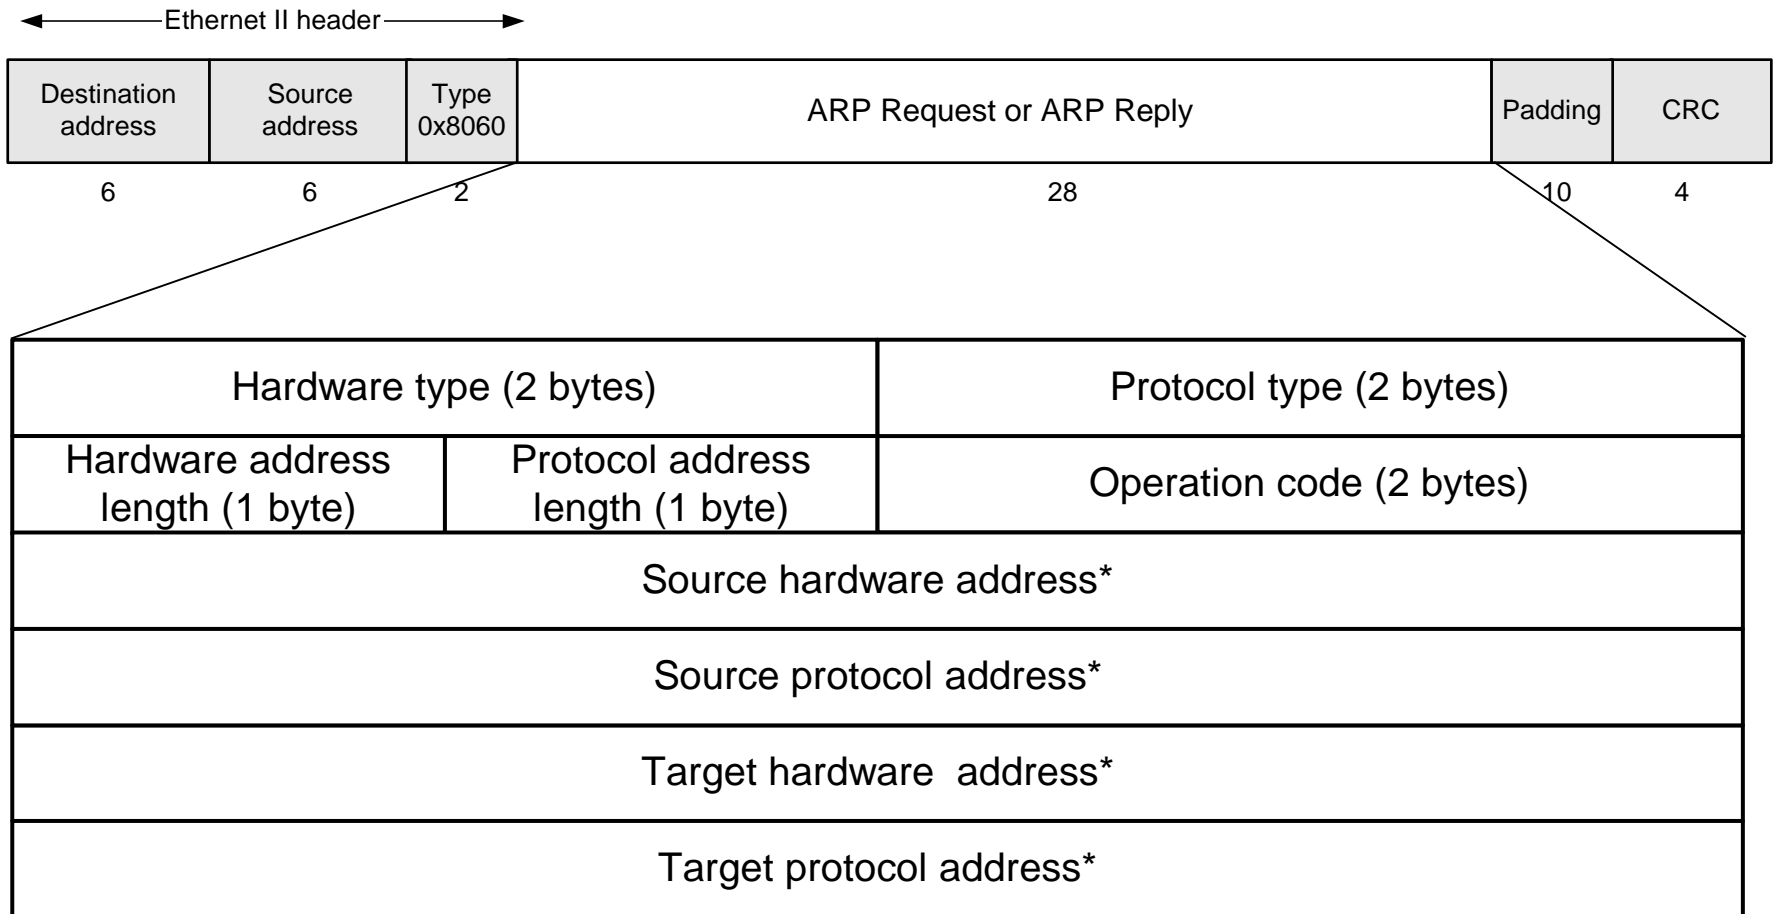 Ethernet II header
Destination
address
Source
address
Type
0x8060
ARP Request or ARP Reply
Padding
CRC
6
6
2
28
10
4
Hardware type (2 bytes)
Protocol type (2 bytes)
Hardware address
length (1 byte)
Protocol address
length (1 byte)
Operation code (2 bytes)
Source hardware address*
Source protocol address*
Target hardware address*
Target protocol address*